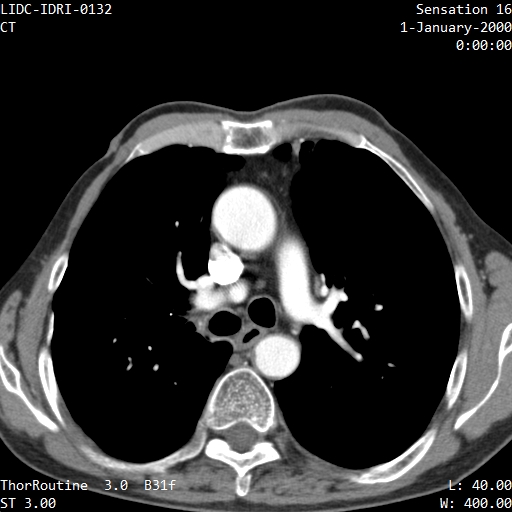 LIDC-IDRI-0132
Sensation 16
CT
1-January-2000
0:00:00
ThorRoutine 3.0 B31f
L: 40.00
ST 3.00
W: 400.00